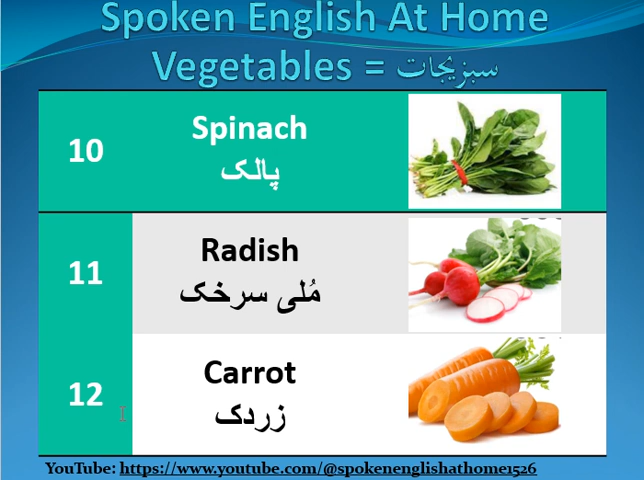 Spoken English At Home
Vegetables = سبزیجات
10
Spinach
پالک
11
Radish
مُلی سرخک
12
Carrot
زردک
YouTube: https://www.youtube.com/@spokenenglishathome1526